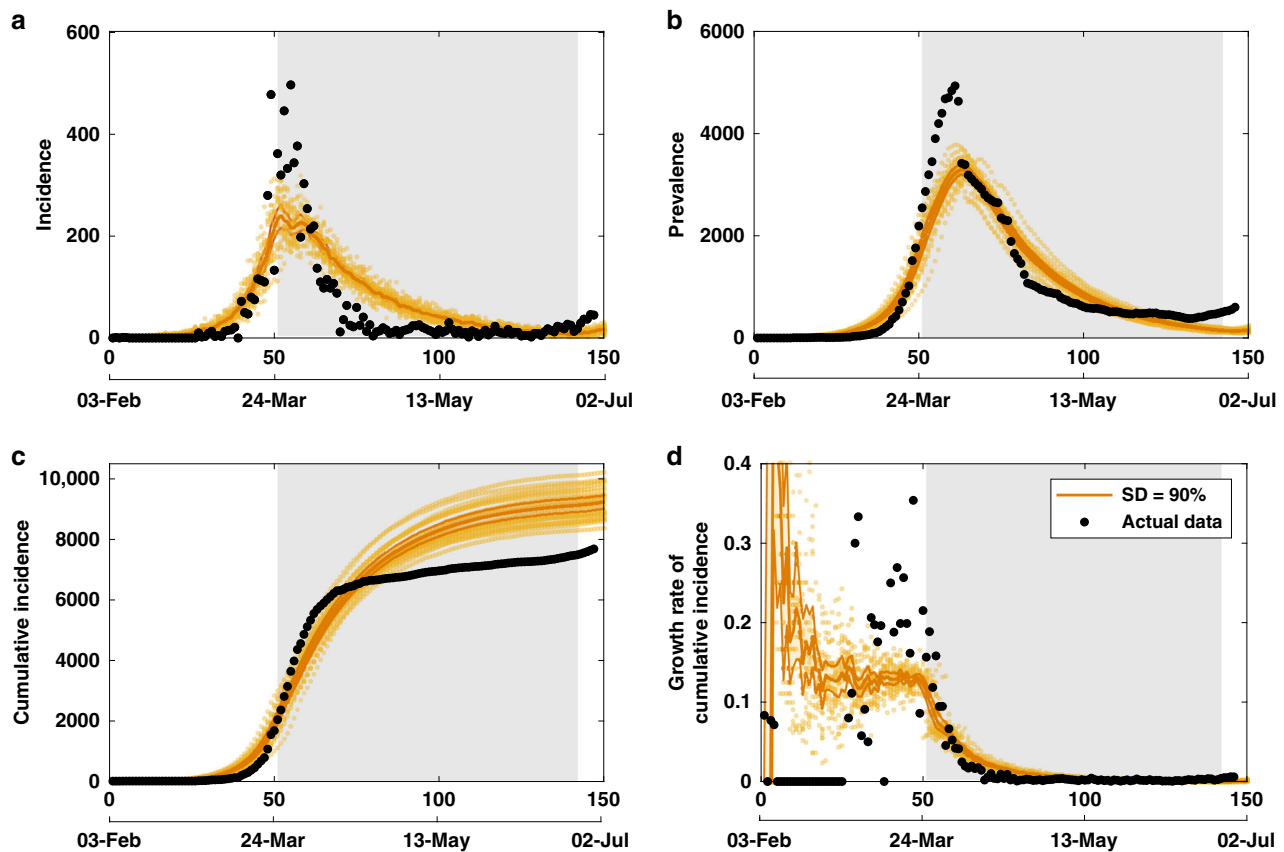 a
Incidence
600
400
200
0
0
50
100
150
03-Feb
24-Mar
13-May
02-Jul
b
Prevalence
6000
4000
2000
0
0
50
100
150
03-Feb
24-Mar
13-May
02-Jul
c
Cumulative incidence
10,000
8000
6000
4000
2000
0
0
50
100
150
03-Feb
24-Mar
13-May
02-Jul
d
Growth rate of
cumulative incidence
0.4
0.3
0.2
0.1
0
SD = 90%
Actual data
0
50
100
150
03-Feb
24-Mar
13-May
02-Jul